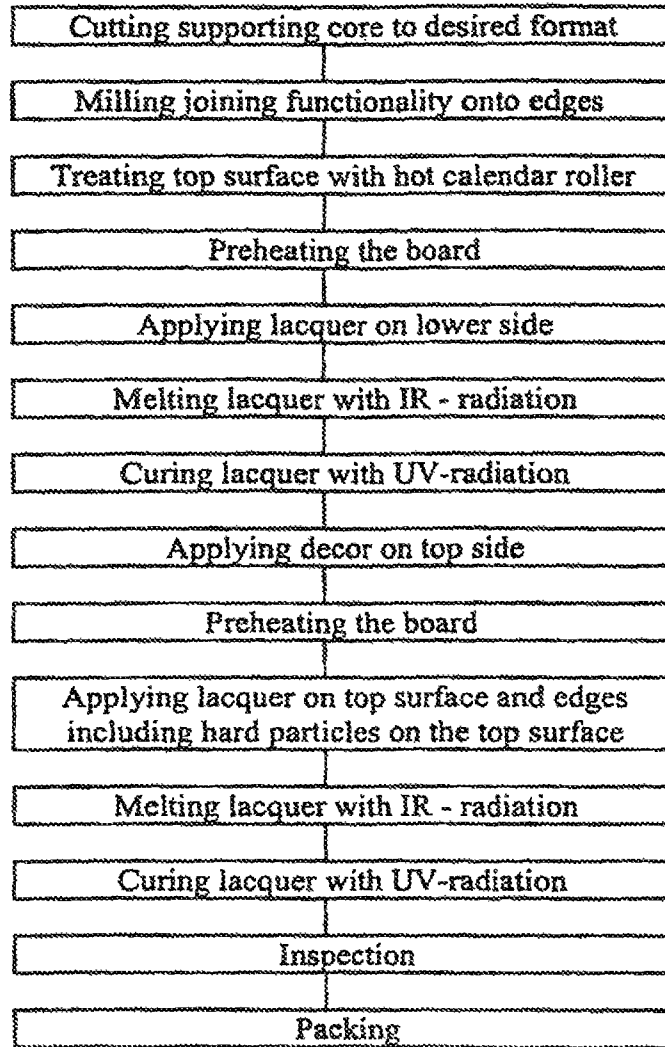 Cutting supporting core to desired format
Milling joining functionality onto edges
Treating top surface with hot calendar roller
Preheating the board
Applying lacquer on lower side
Melting lacquer with IR - radiation
Curing lacquer with UV-radiation
Applying decor on top side
Preheating the board
Applying lacquer on top surface and edges
including hard particles on the top surface
Melting lacquer with IR - radiation
Curing lacquer with UV-radiation
Inspection
Packing